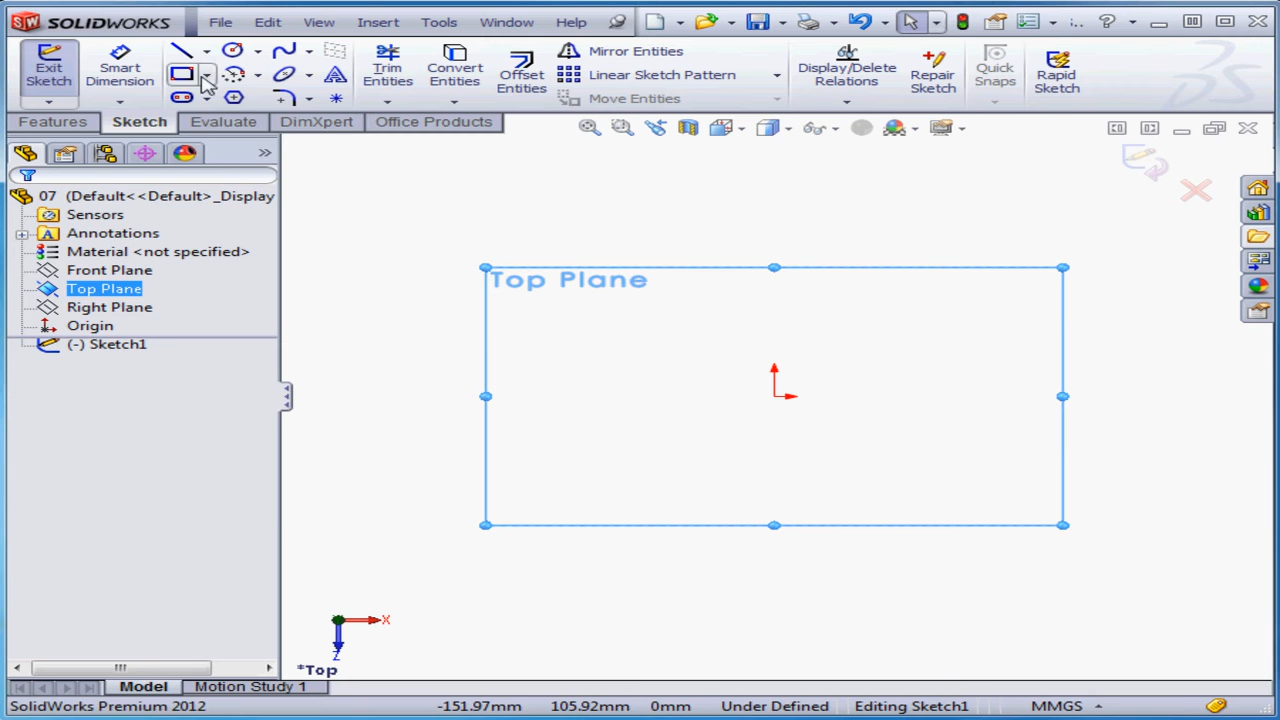 SW SOLIDWORKS File Edit View Insert Tools Window Help
Exit Sketch
Smart Dimension
Trim Entities
Convert Entities
Offset Entities
Mirror Entities
Linear Sketch Pattern
Move Entities
Display/Delete Relations
Repair Sketch
Quick Snaps
Rapid Sketch
Features Sketch Evaluate DimXpert Office Products
07 (Default<<Default>_Display
Sensors
A Annotations
Material <not specified>
Front Plane
Top Plane
Right Plane
Origin
(-) Sketch1
Top Plane
X
Z
*Top
Model Motion Study 1
SolidWorks Premium 2012 -151.97mm 105.92mm 0mm Under Defined Editing Sketch1 MMGS